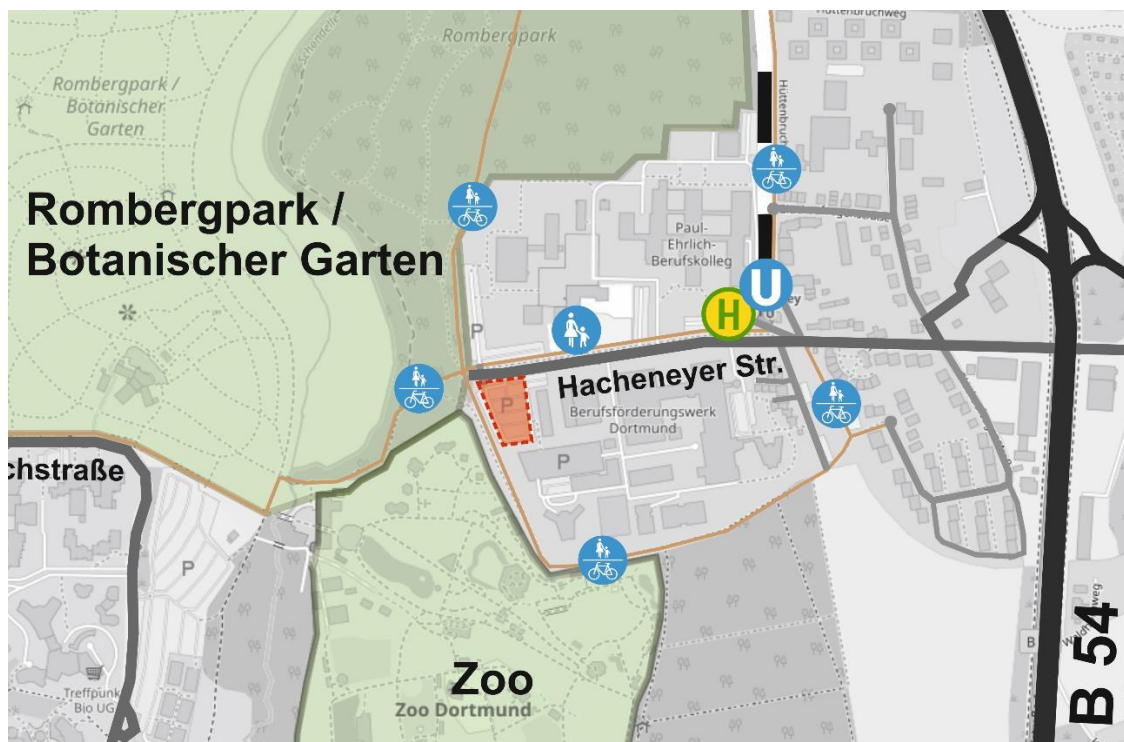 Hüttenbruchweg
Rombergpark
Schondelle
Rombergpark /
Botanischer
Garten
Rombergpark /
Botanischer Garten
Paul-
Ehrlich-
Berufskolleg
U
H
P
Hacheneyer Str.
P
Berufsförderungswerk
Dortmund
P
chstraße
P
Zoo
Zoo Dortmund
Treffpunkt
Bio UG
B
B 54